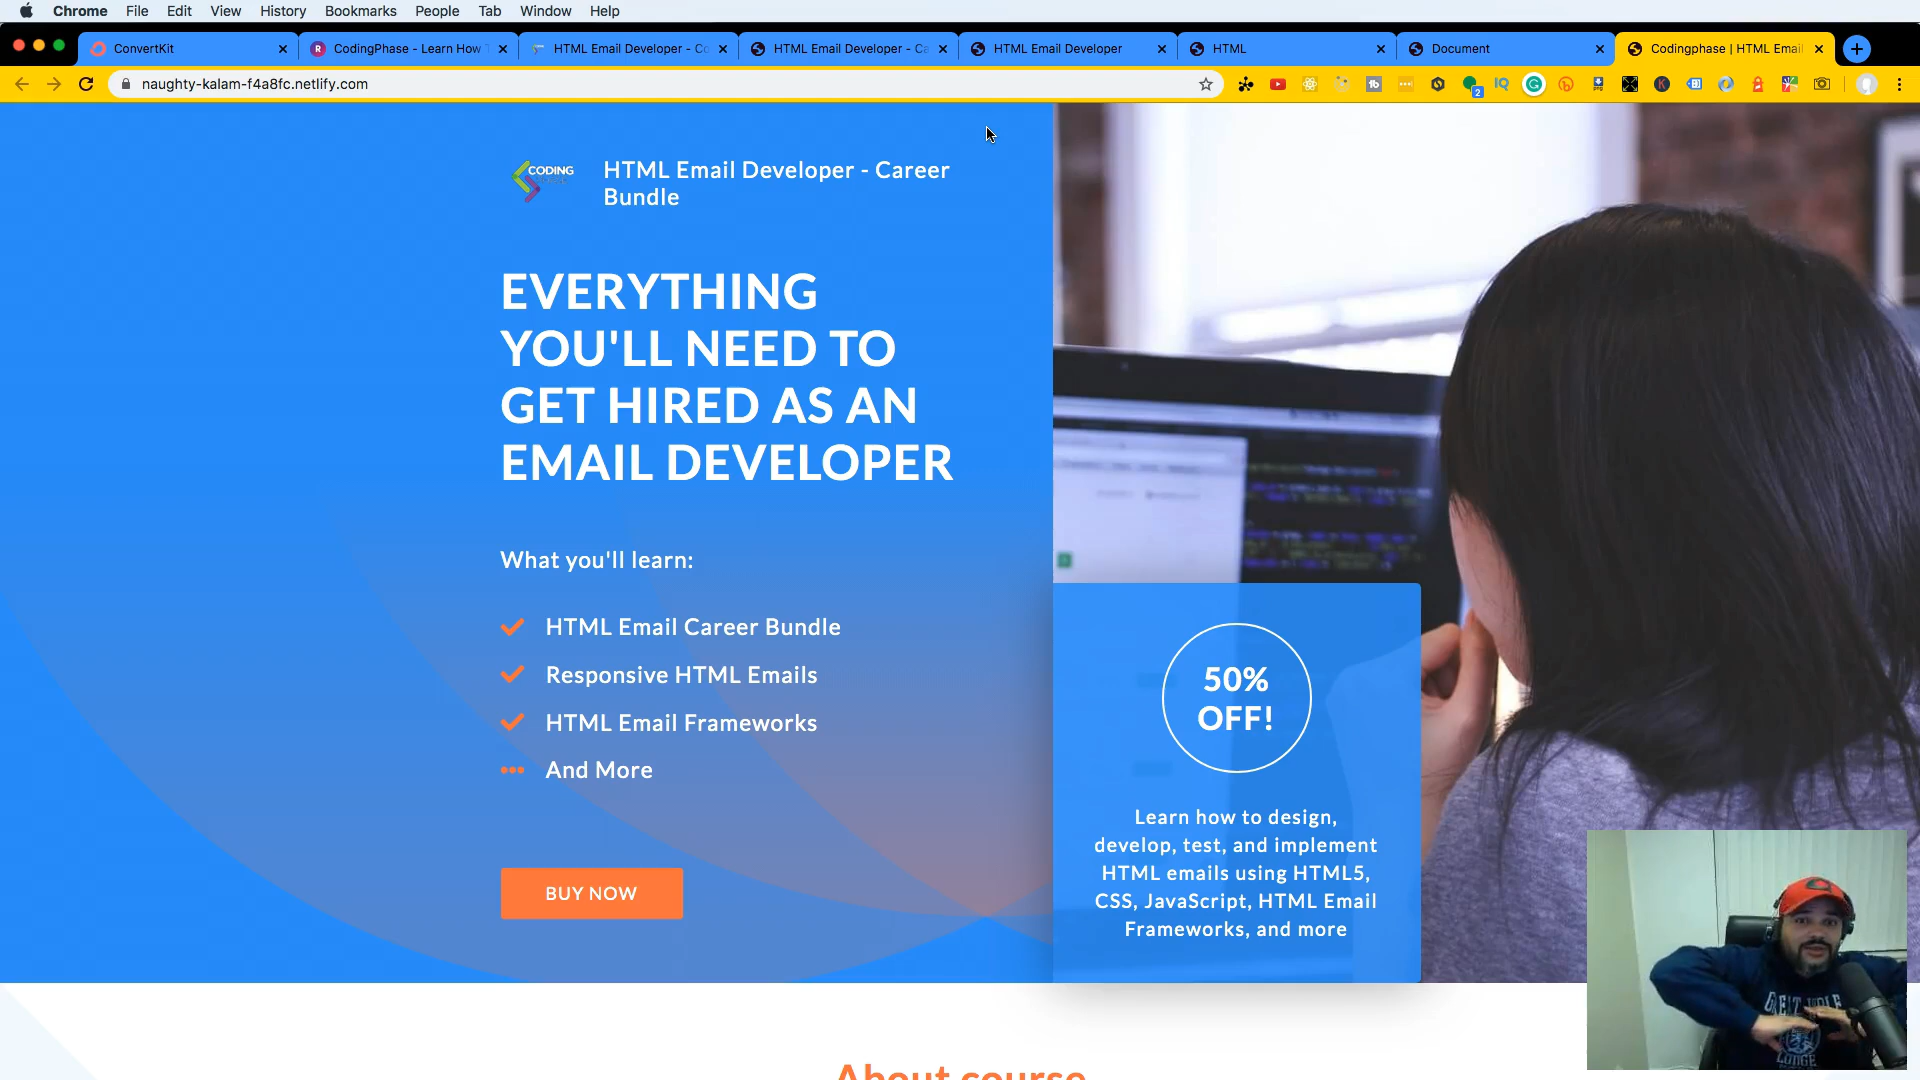 Chrome File Edit View History Bookmarks People Tab Window Help
ConvertKit
CodingPhase - Learn How
HTML Email Developer - Co
HTML Email Developer - Ca
HTML Email Developer
HTML
Document
Codingphase | HTML Email
naughty-kalam-f4a8fc.netlify.com
CODING
HTML Email Developer - Career
Bundle
EVERYTHING
YOU'LL NEED TO
GET HIRED AS AN
EMAIL DEVELOPER
What you'll learn:
HTML Email Career Bundle
Responsive HTML Emails
HTML Email Frameworks
And More
BUY NOW
50%
OFF!
Learn how to design,
develop, test, and implement
HTML emails using HTML5,
CSS, JavaScript, HTML Email
Frameworks, and more
About course
LODGE